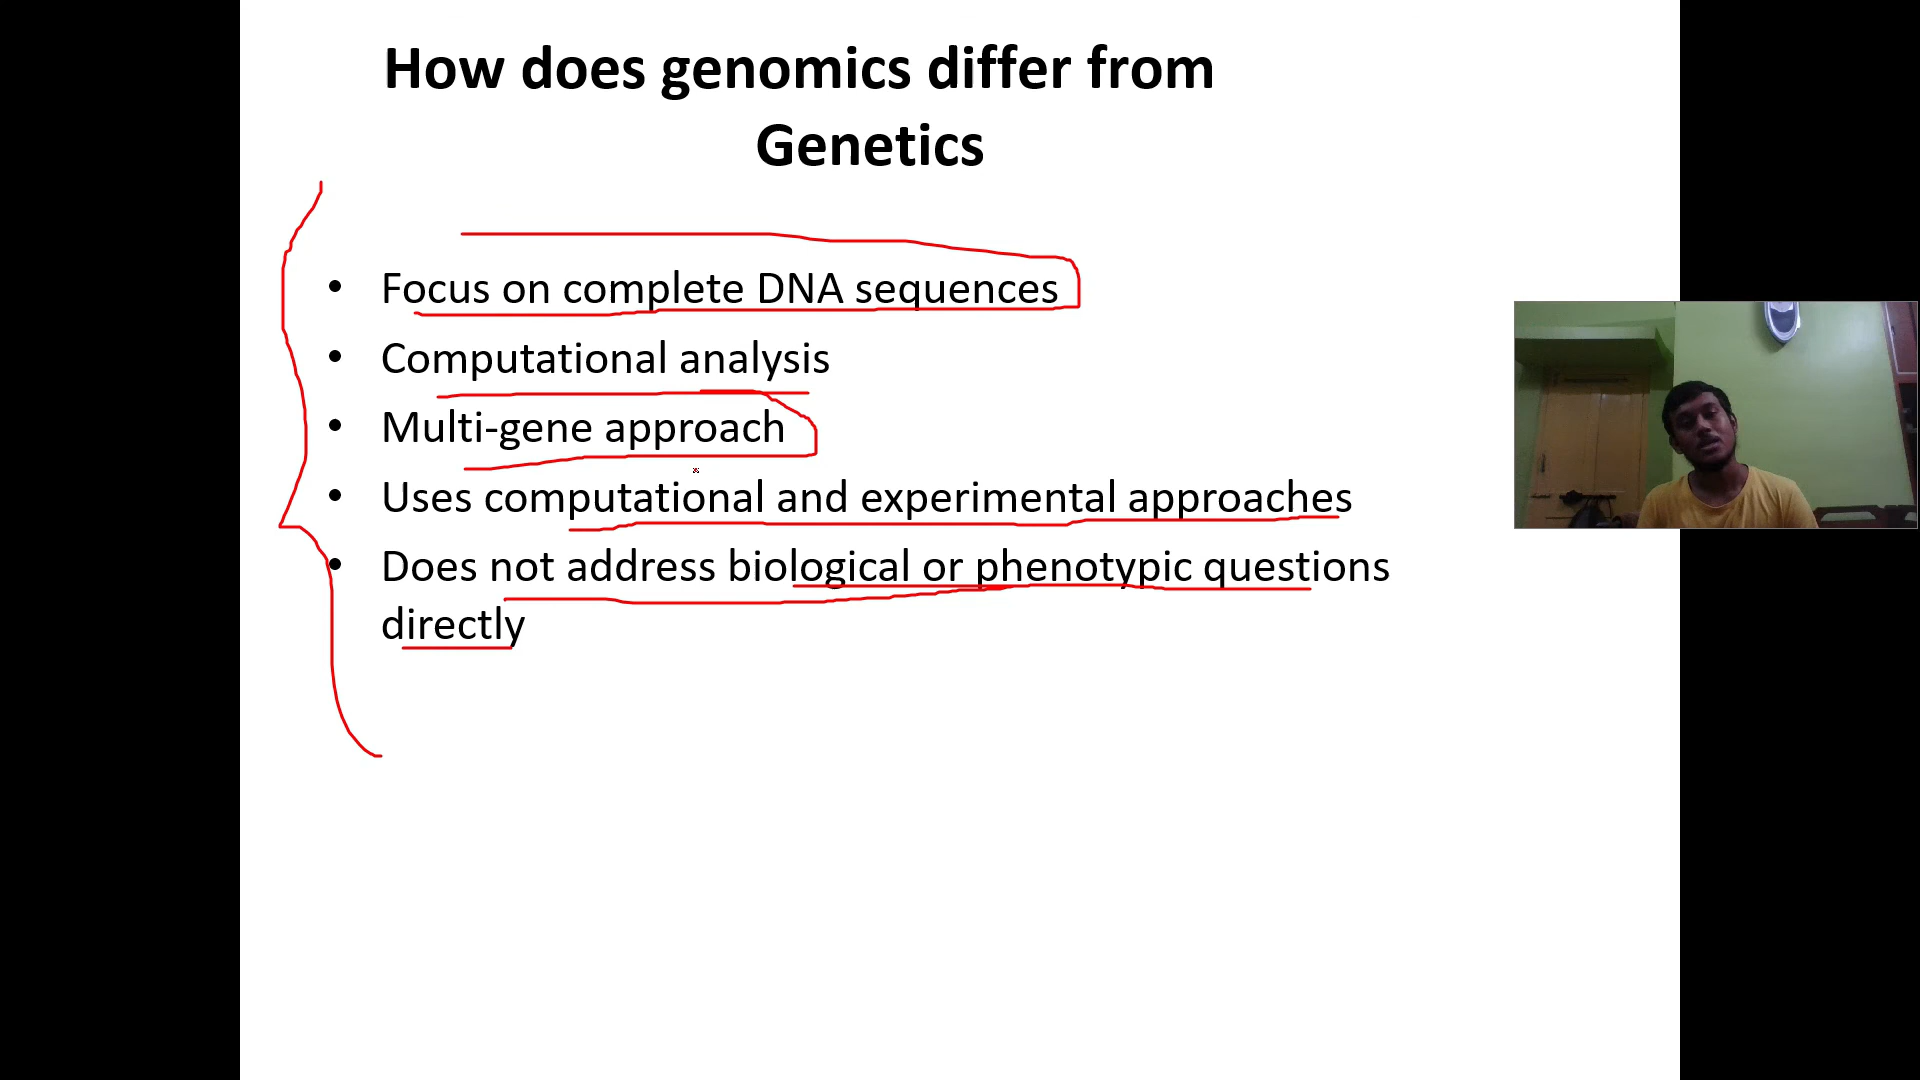 How does genomics differ from
Genetics
• Focus on complete DNA sequences
• Computational analysis
• Multi-gene approach
• Uses computational and experimental approaches
• Does not address biological or phenotypic questions
directly